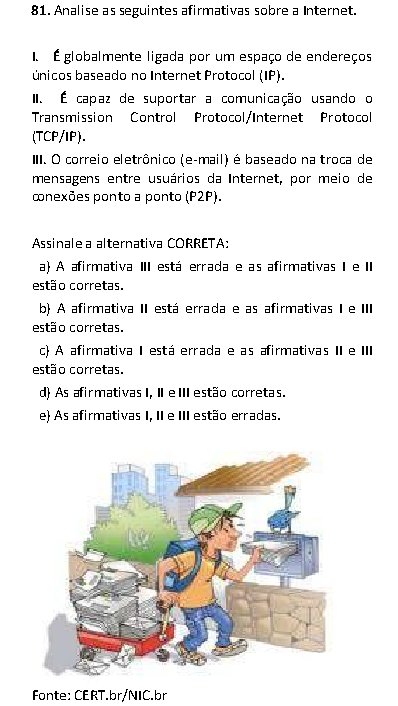 81. Analise as seguintes afirmativas sobre a Internet.
I. É globalmente ligada por um espaço de endereços
únicos baseado no Internet Protocol (IP).
II. É capaz de suportar a comunicação usando o
Transmission Control Protocol/Internet Protocol
(TCP/IP).
III. O correio eletrônico (e-mail) é baseado na troca de
mensagens entre usuários da Internet, por meio de
conexões ponto a ponto (P2P).
Assinale a alternativa CORRETA:
a) A afirmativa III está errada e as afirmativas I e II
estão corretas.
b) A afirmativa II está errada e as afirmativas I e III
estão corretas.
c) A afirmativa I está errada e as afirmativas II e III
estão corretas.
d) As afirmativas I, II e III estão corretas.
e) As afirmativas I, II e III estão erradas.
Fonte: CERT.br/NIC.br